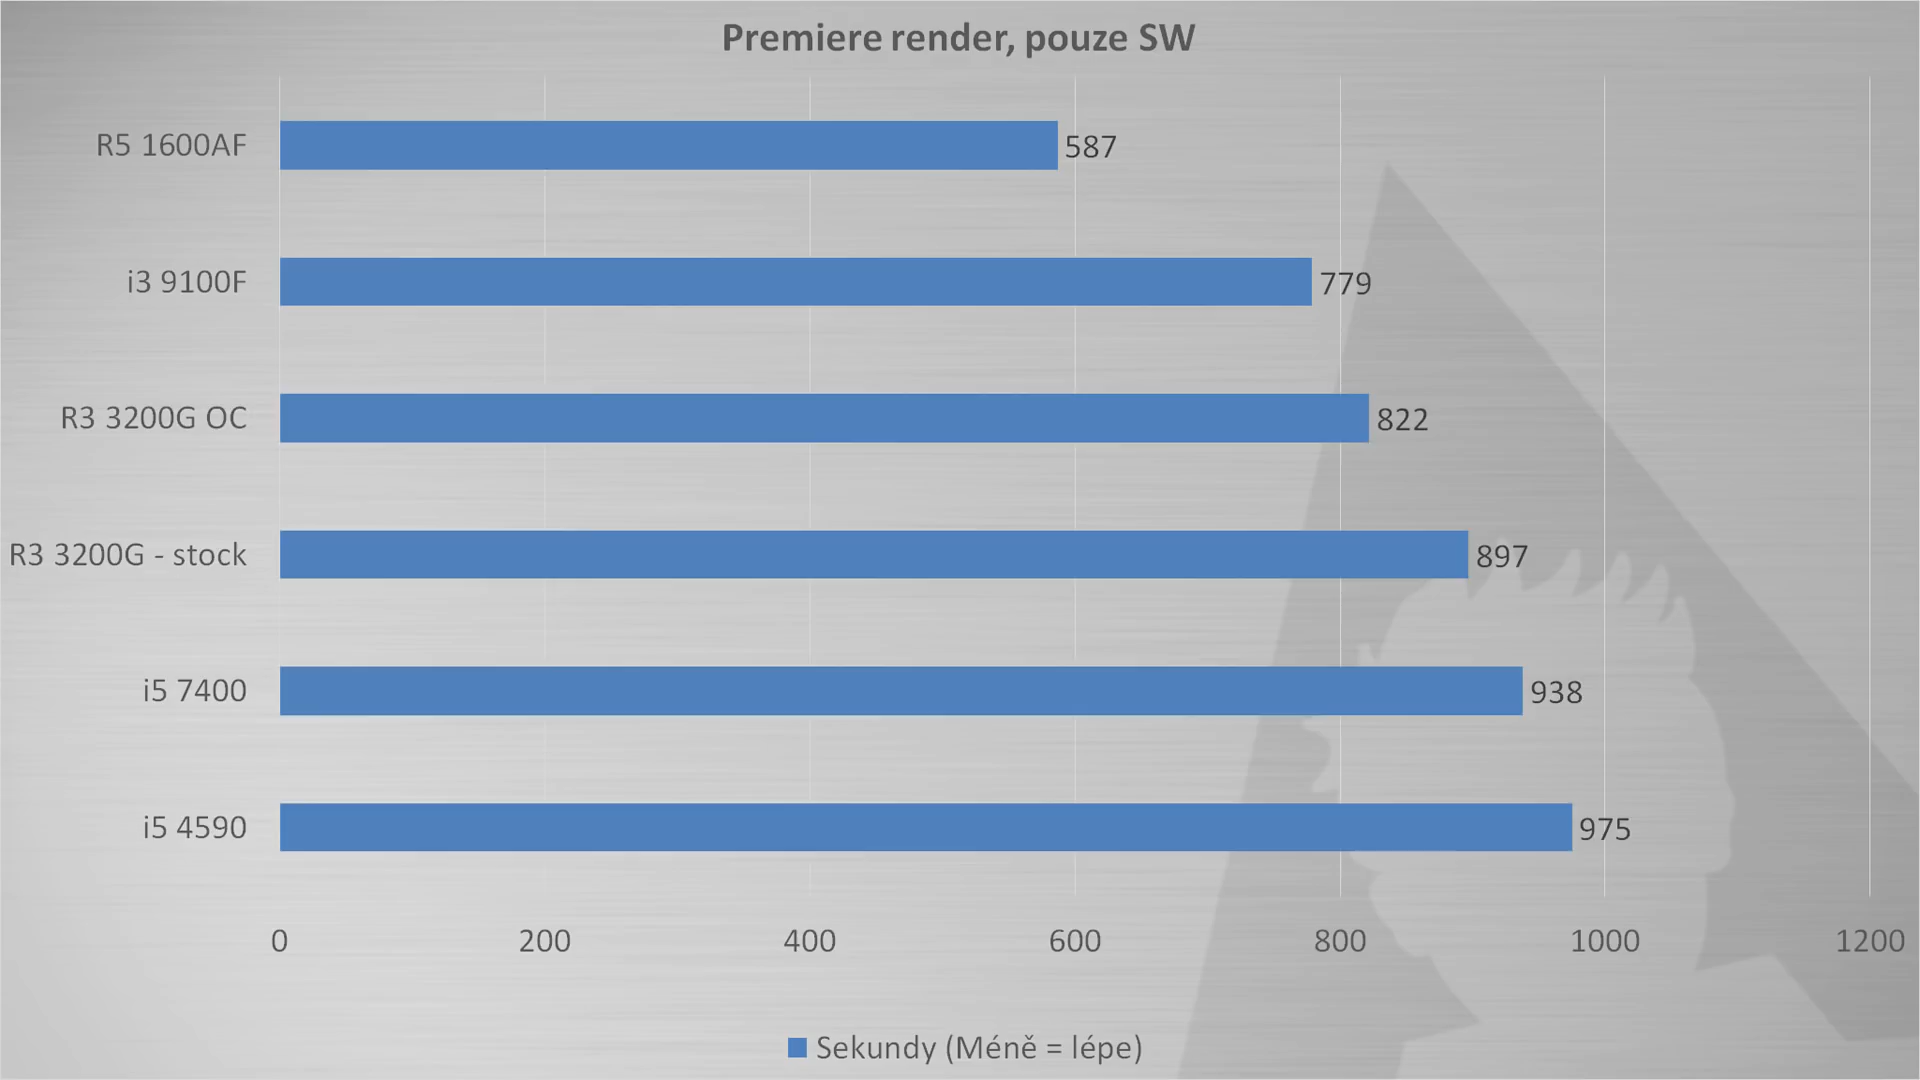 Premiere render, pouze SW
R5 1600AF 587
i3 9100F 779
R3 3200G OC 822
R3 3200G - stock 897
i5 7400 938
i5 4590 975
0 200 400 600 800 1000 1200
Sekundy (Méně = lépe)